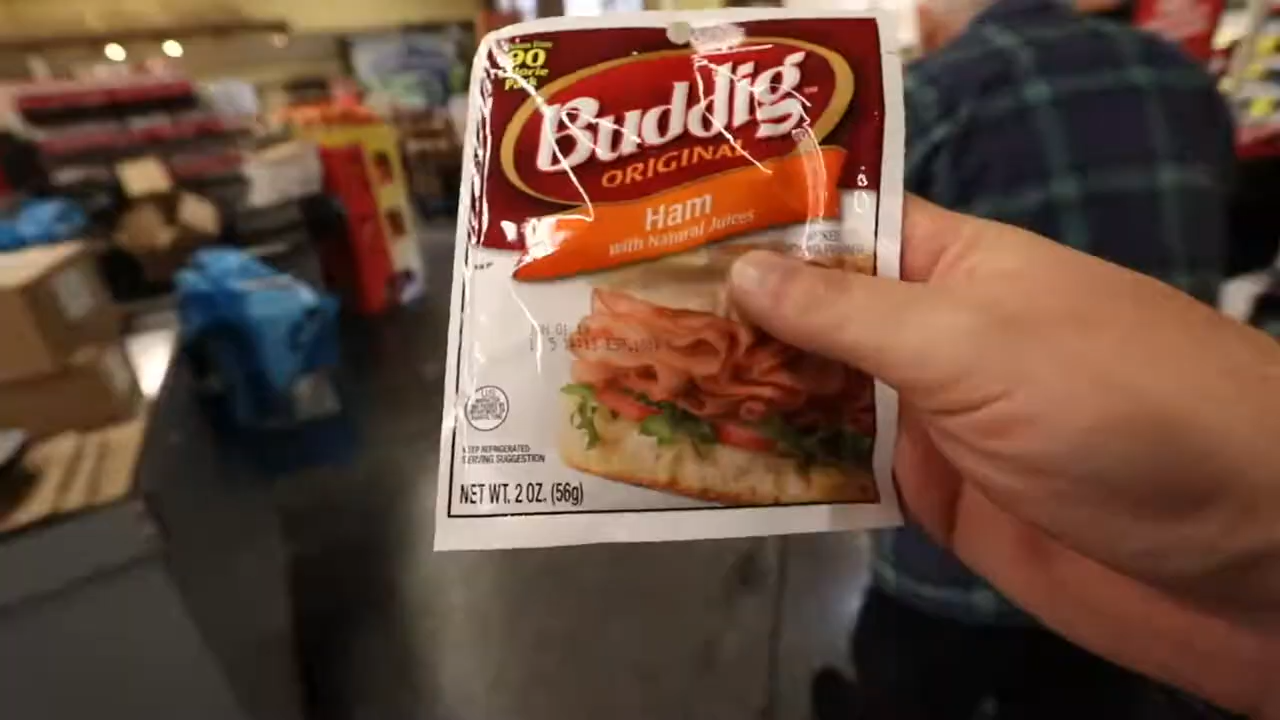 90
Calorie
Pack
Buddig
ORIGINAL
Ham
with Natural Juices
KEEP REFRIGERATED
SERVING SUGGESTION
NET WT. 2 OZ. (56g)